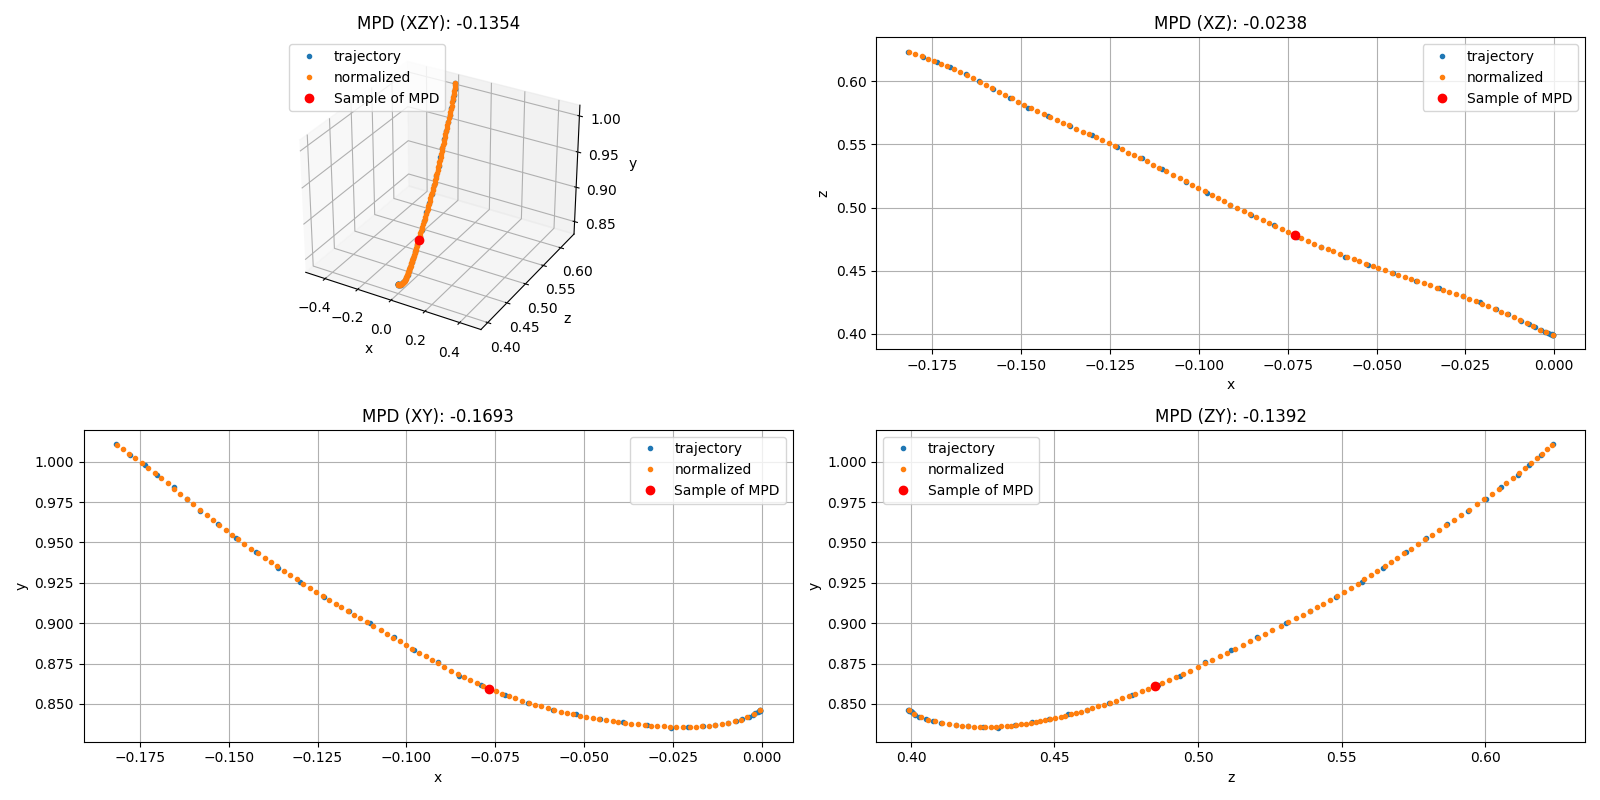 MPD (XZY): -0.1354
trajectory
normalized
Sample of MPD
1.00
0.95
0.90
0.85
y
−0.4
−0.2
0.0
0.2
0.4
x
0.40
0.45
0.50
0.55
0.60
z
MPD (XZ): -0.0238
trajectory
normalized
Sample of MPD
0.60
0.55
0.50
0.45
0.40
z
−0.175 −0.150 −0.125 −0.100 −0.075 −0.050 −0.025 0.000
x
MPD (XY): -0.1693
trajectory
normalized
Sample of MPD
1.000
0.975
0.950
0.925
0.900
0.875
0.850
y
−0.175 −0.150 −0.125 −0.100 −0.075 −0.050 −0.025 0.000
x
MPD (ZY): -0.1392
trajectory
normalized
Sample of MPD
1.000
0.975
0.950
0.925
0.900
0.875
0.850
y
0.40 0.45 0.50 0.55 0.60
z